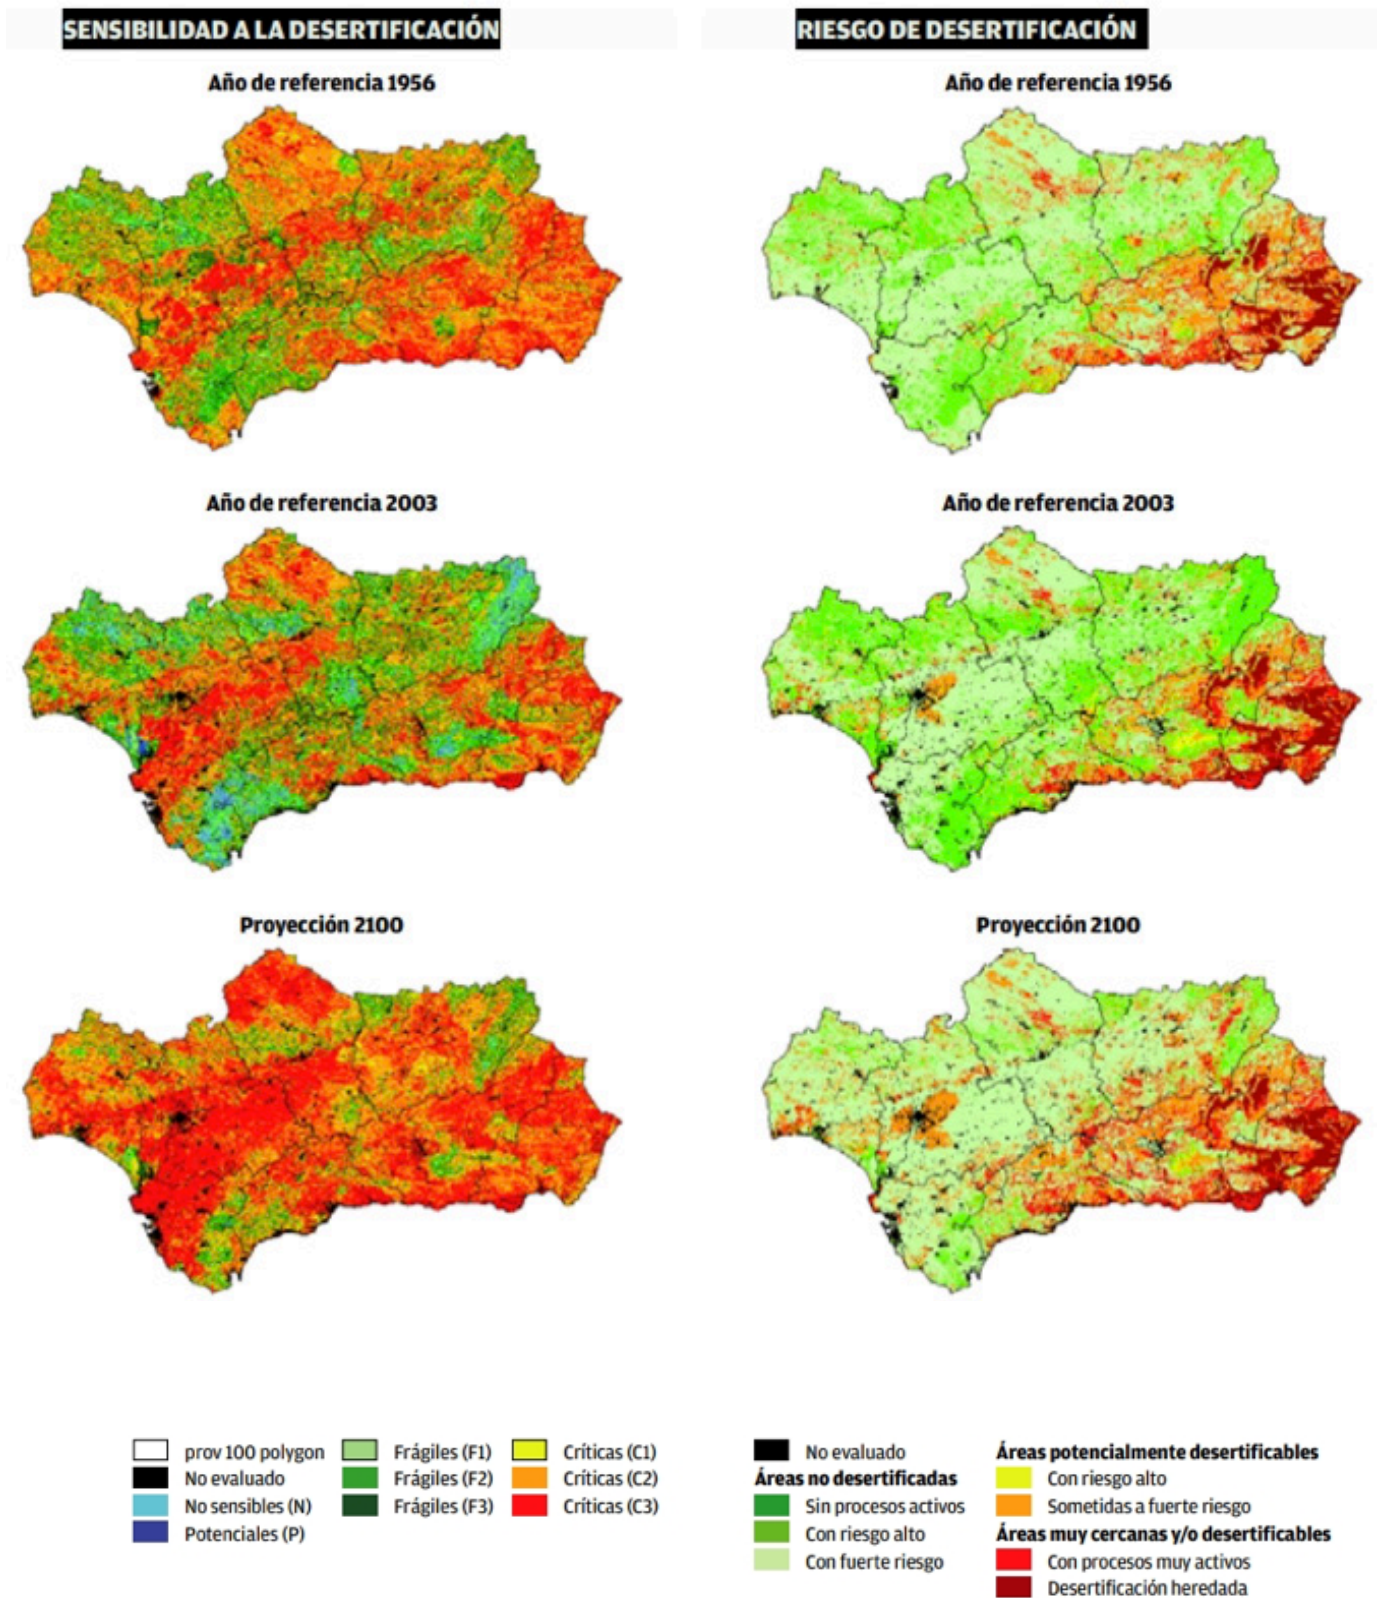 SENSIBILIDAD A LA DESERTIFICACIÓN
RIESGO DE DESERTIFICACIÓN
Año de referencia 1956
Año de referencia 1956
Año de referencia 2003
Año de referencia 2003
Proyección 2100
Proyección 2100
prov 100 polygon
No evaluado
No sensibles (N)
Potenciales (P)
Frágiles (F1)
Frágiles (F2)
Frágiles (F3)
Críticas (C1)
Críticas (C2)
Críticas (C3)
No evaluado
Áreas no desertificadas
Sin procesos activos
Con riesgo alto
Con fuerte riesgo
Áreas potencialmente desertificables
Con riesgo alto
Sometidas a fuerte riesgo
Áreas muy cercanas y/o desertificables
Con procesos muy activos
Desertificación heredada